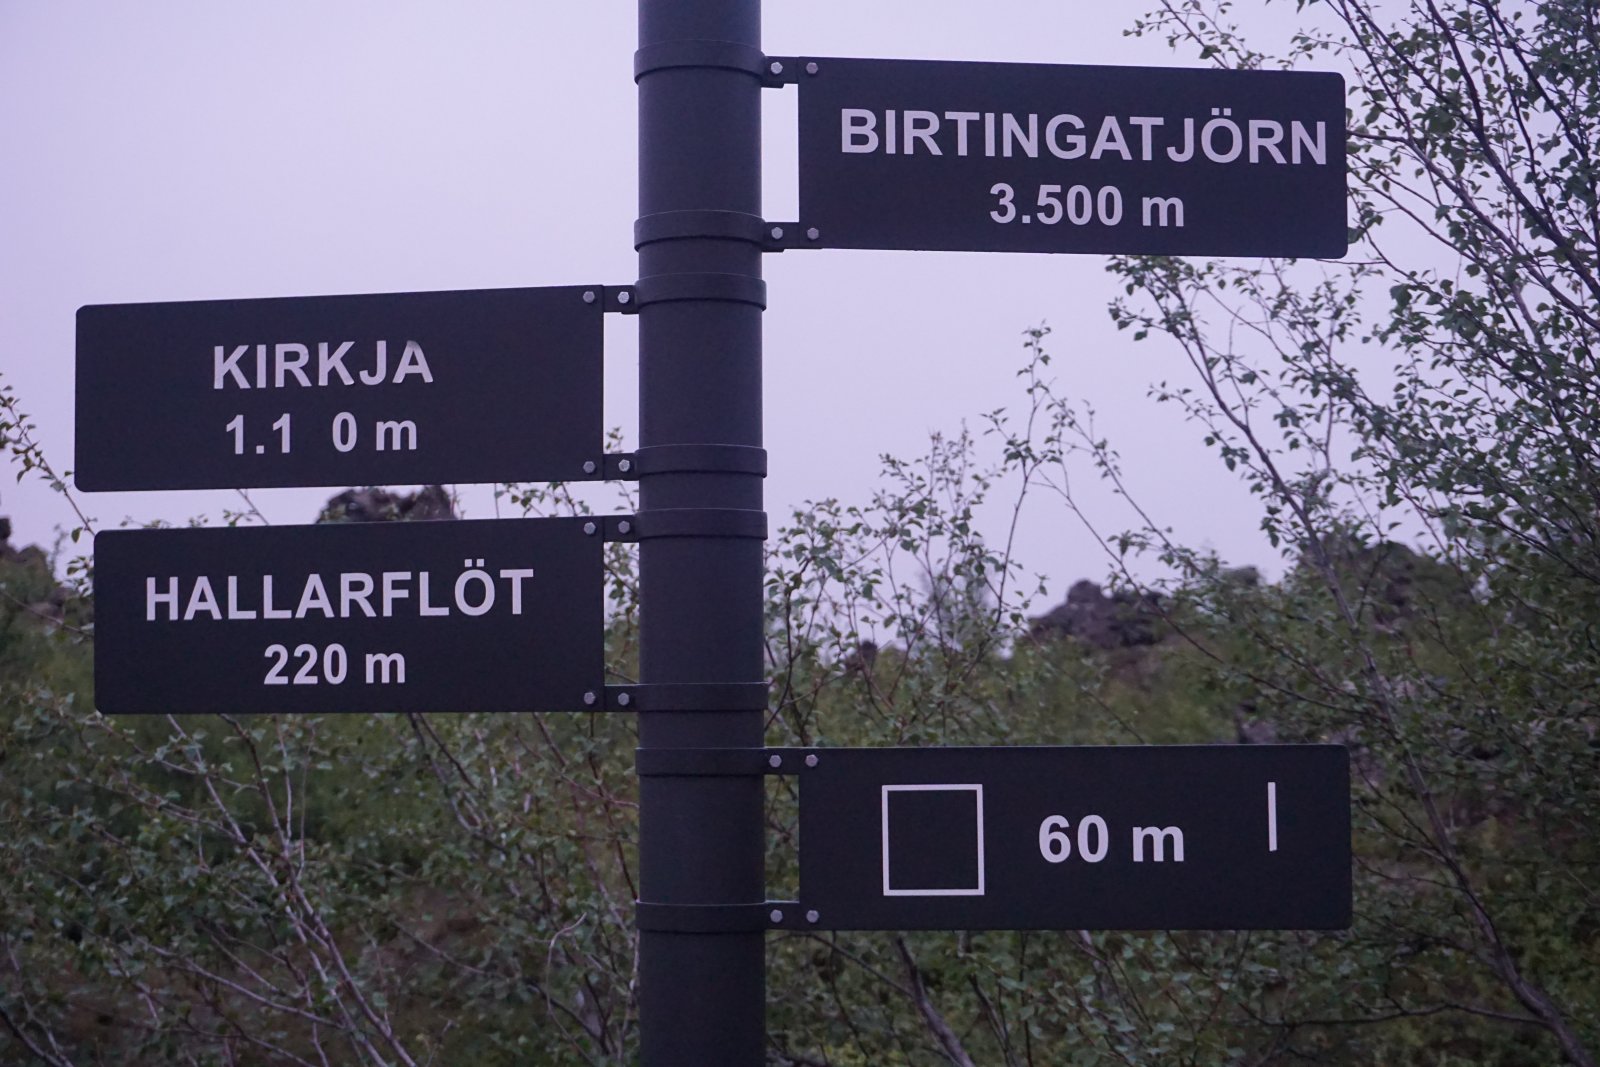 BIRTINGATJÖRN
3.500 m
KIRKJA
1.1 0 m
HALLARFLÖT
220 m
60 m